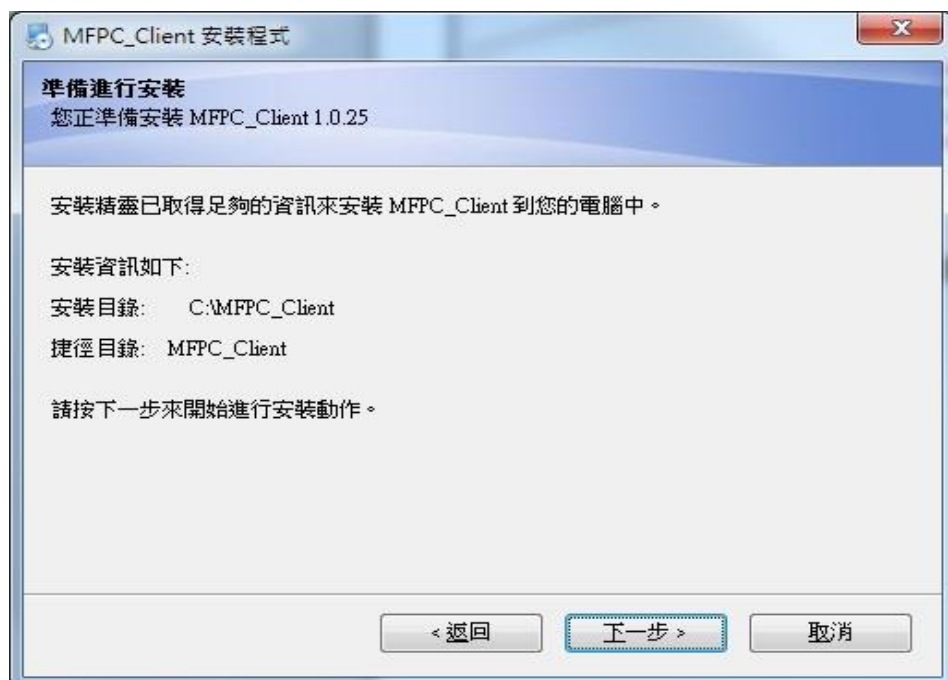 MFPC_Client 安裝程式
準備進行安裝
您正準備安裝 MFPC_Client 1.0.25
安裝精靈已取得足夠的資訊來安裝 MFPC_Client 到您的電腦中。
安裝資訊如下:
安裝目錄: C:\MFPC_Client
捷徑目錄: MFPC_Client
請按下一步來開始進行安裝動作。
< 返回 下一步 > 取消